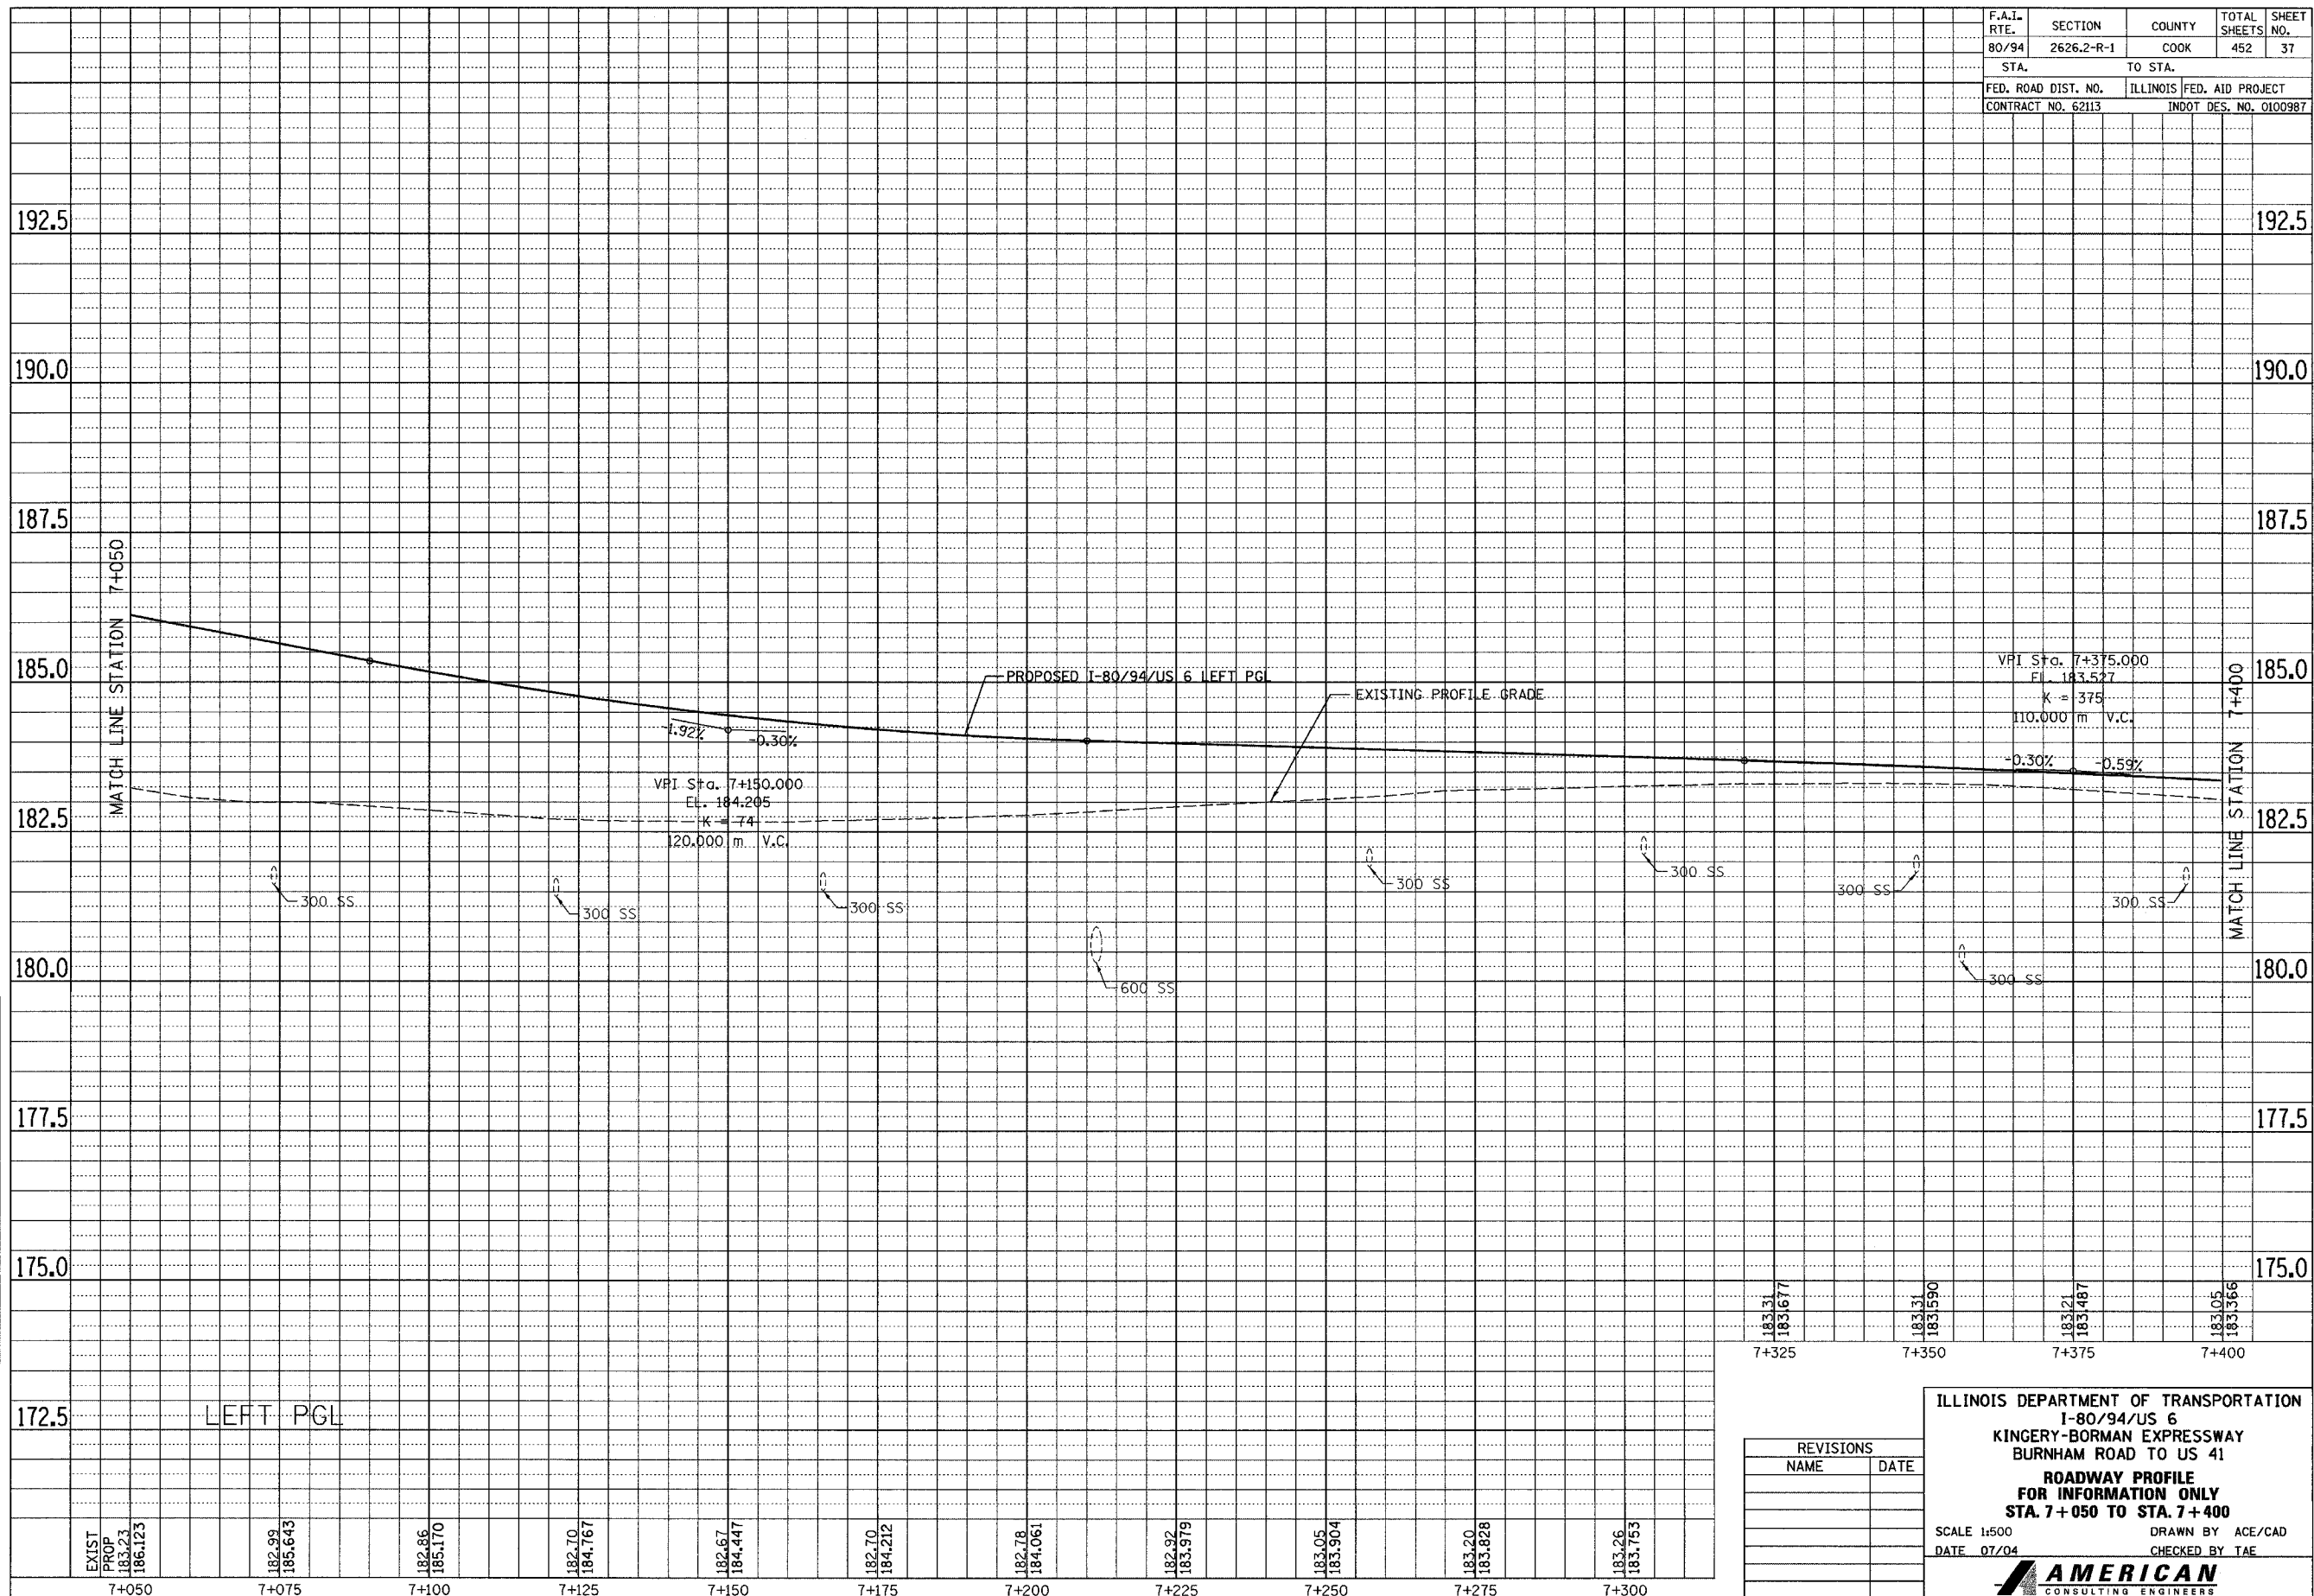 F.A.I. RTE. SECTION COUNTY TOTAL SHEETS SHEET NO.
80/94 2626.2-R-1 COOK 452 37
STA. TO STA.
FED. ROAD DIST. NO. ILLINOIS FED. AID PROJECT
CONTRACT NO. 62113 INDOT DES. NO. 0100987
192.5 192.5
190.0 190.0
187.5 187.5
185.0 185.0
182.5 182.5
180.0 180.0
177.5 177.5
175.0 175.0
172.5
MATCH LINE STATION 7+050
PROPOSED I-80/94/US 6 LEFT PGL
EXISTING PROFILE GRADE
-1.92% -0.30%
VPI Sta. 7+150.000
EL. 184.205
K = 74
120.000 m V.C.
VPI Sta. 7+375.000
EL. 183.527
K = 375
110.000 m V.C.
-0.30% -0.59%
MATCH LINE STATION 7+400
300 SS
300 SS
300 SS
600 SS
300 SS
300 SS
300 SS
300 SS
300 SS
LEFT PGL
EXIST
PROP
183.23
186.123
182.99
185.643
182.86
185.170
182.70
184.767
182.67
184.447
182.70
184.212
182.78
184.061
182.92
183.979
183.05
183.904
183.20
183.828
183.26
183.753
183.31
183.677
183.31
183.590
183.21
183.487
183.05
183.366
7+325 7+350 7+375 7+400
7+050 7+075 7+100 7+125 7+150 7+175 7+200 7+225 7+250 7+275 7+300
REVISIONS
NAME DATE
ILLINOIS DEPARTMENT OF TRANSPORTATION
I-80/94/US 6
KINGERY-BORMAN EXPRESSWAY
BURNHAM ROAD TO US 41
ROADWAY PROFILE
FOR INFORMATION ONLY
STA. 7+050 TO STA. 7+400
SCALE 1:500 DRAWN BY ACE/CAD
DATE 07/04 CHECKED BY TAE
AMERICAN
CONSULTING ENGINEERS